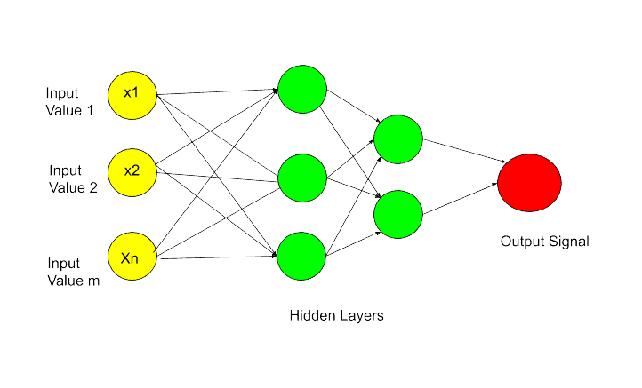 Input
Value 1
x1
Input
Value 2
x2
Input
Value m
Xn
Hidden Layers
Output Signal